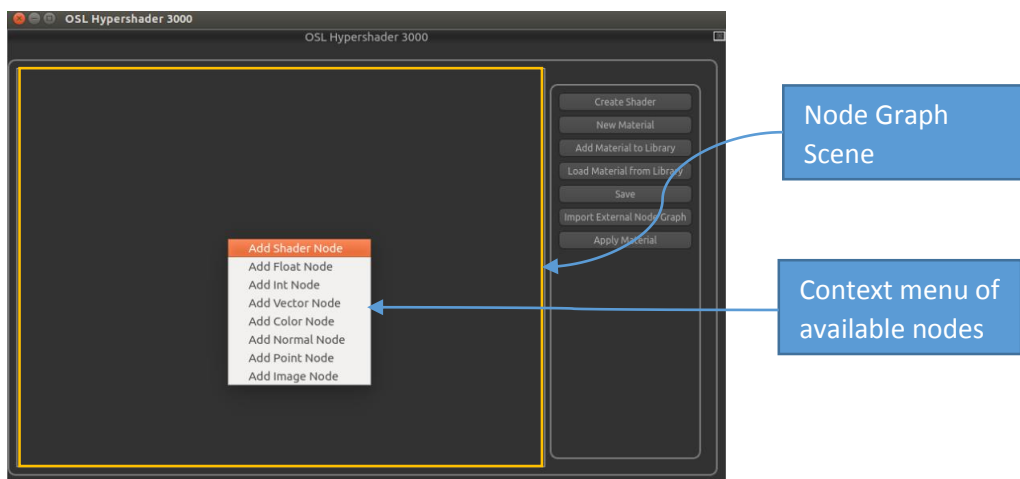 OSL Hypershader 3000
OSL Hypershader 3000
Create Shader
New Material
Add Material to Library
Load Material from Library
Save
Import External Node Graph
Apply Material
Node Graph
Scene
Add Shader Node
Add Float Node
Add Int Node
Add Vector Node
Add Color Node
Add Normal Node
Add Point Node
Add Image Node
Context menu of
available nodes